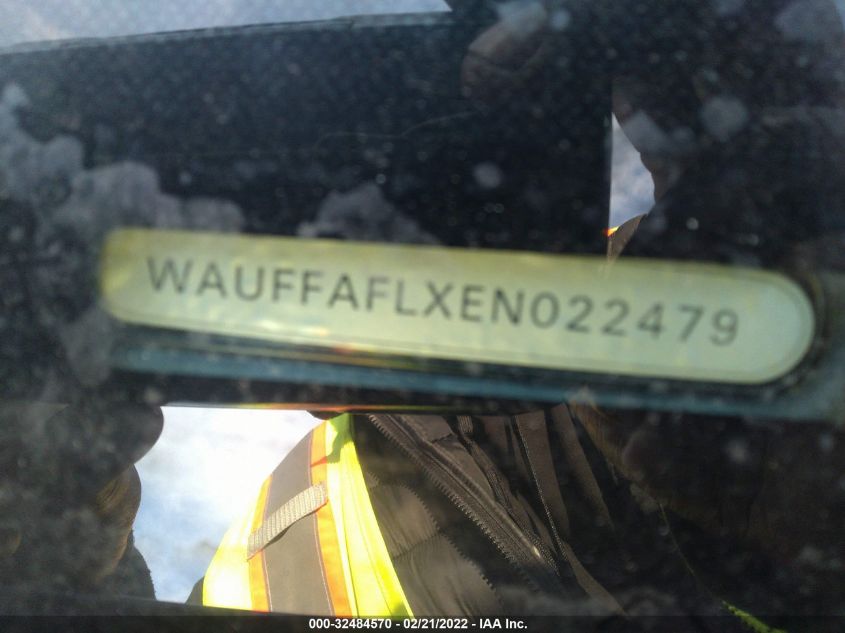 WAUFFAFLXEN022479
000-32484570 - 02/21/2022 - IAA Inc.